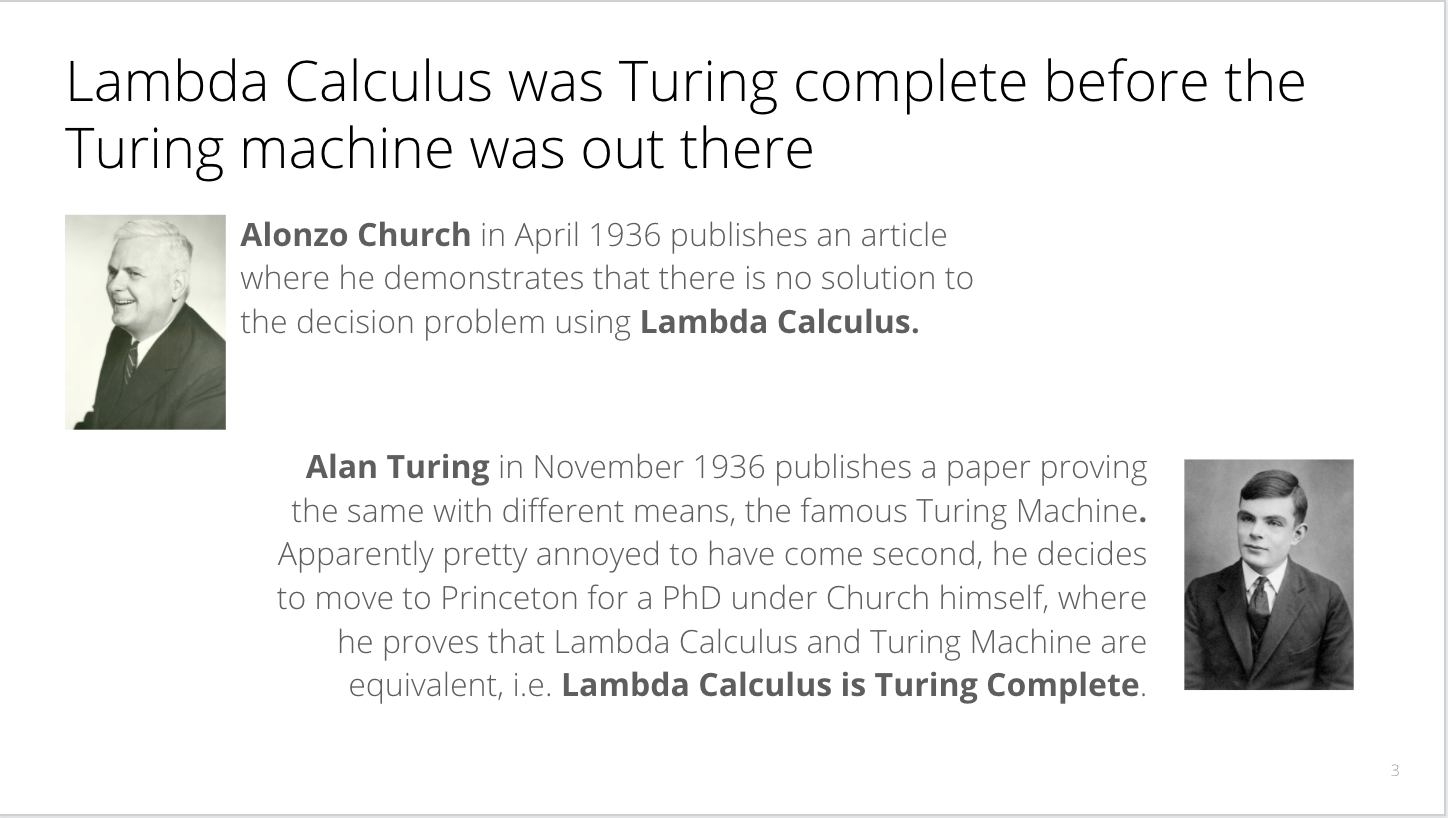 Lambda Calculus was Turing complete before the
Turing machine was out there
Alonzo Church in April 1936 publishes an article
where he demonstrates that there is no solution to
the decision problem using Lambda Calculus.
Alan Turing in November 1936 publishes a paper proving
the same with different means, the famous Turing Machine.
Apparently pretty annoyed to have come second, he decides
to move to Princeton for a PhD under Church himself, where
he proves that Lambda Calculus and Turing Machine are
equivalent, i.e. Lambda Calculus is Turing Complete.
3